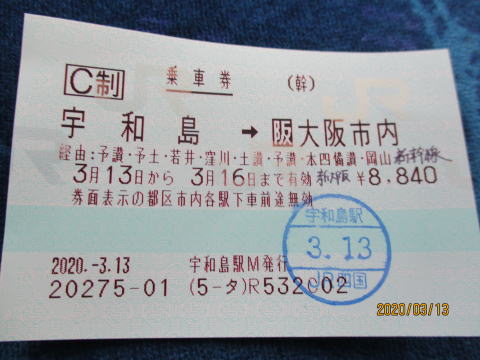 C制 乗車券 (幹)
宇和島 → 阪大阪市内
経由:予讃・予土・若井・窪川・土讃・予讃・本四備讃・岡山 新幹線
3月13日から 3月16日まで有効 新大阪 ¥8,840
券面表示の都区市内各駅下車前途無効
宇和島駅
3.13
JR四国
2020.-3.13 宇和島駅M発行
20275-01 (5-タ)R532002
2020/03/13